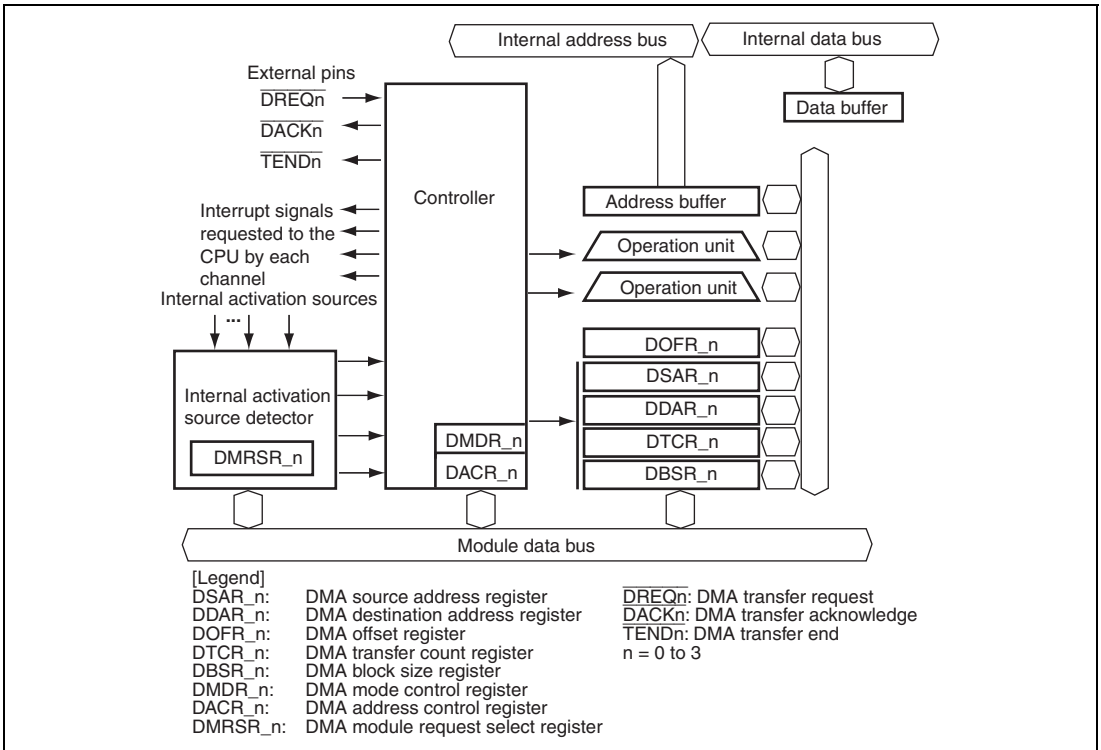 Internal address bus
Internal data bus
External pins
DREQn
DACKn
TENDn
Data buffer
Controller
Address buffer
Interrupt signals
requested to the
CPU by each
channel
Operation unit
Operation unit
Internal activation sources
...
DOFR_n
DSAR_n
DDAR_n
DTCR_n
DBSR_n
Internal activation
source detector
DMRSR_n
DMDR_n
DACR_n
Module data bus
[Legend]
DSAR_n: DMA source address register
DDAR_n: DMA destination address register
DOFR_n: DMA offset register
DTCR_n: DMA transfer count register
DBSR_n: DMA block size register
DMDR_n: DMA mode control register
DACR_n: DMA address control register
DMRSR_n: DMA module request select register
DREQn: DMA transfer request
DACKn: DMA transfer acknowledge
TENDn: DMA transfer end
n = 0 to 3